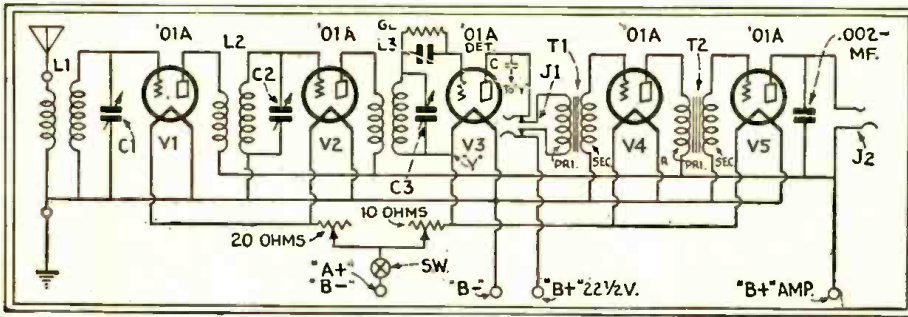 '01A
L1
C1
V1
L2
'01A
C2
V2
GL
L3
'01A
DET.
C
TO "Y"
C3
V3
"Y"
J1
T1
PRI.
SEC.
'01A
V4
R
T2
PRI.
SEC.
'01A
V5
.002-
MF.
J2
20 OHMS
10 OHMS
SW.
"A+"
"B-"
"B-"
"B+" 22½V.
"B+" AMP.